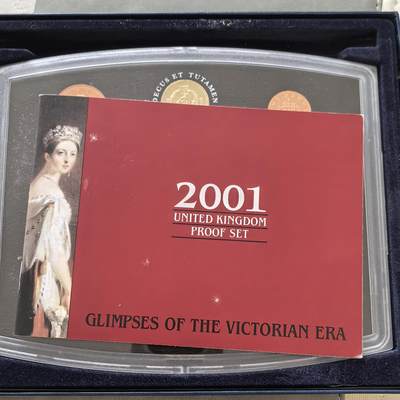 DECUS ET TUTAMEN
2001
UNITED KINGDOM
PROOF SET
GLIMPSES OF THE VICTORIAN ERA